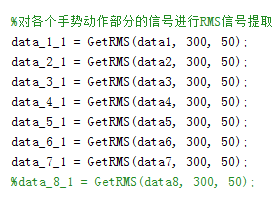 %对各个手势动作部分的信号进行RMS信号提取
data_1_1 = GetRMS(data1, 300, 50);
data_2_1 = GetRMS(data2, 300, 50);
data_3_1 = GetRMS(data3, 300, 50);
data_4_1 = GetRMS(data4, 300, 50);
data_5_1 = GetRMS(data5, 300, 50);
data_6_1 = GetRMS(data6, 300, 50);
data_7_1 = GetRMS(data7, 300, 50);
%data_8_1 = GetRMS(data8, 300, 50);